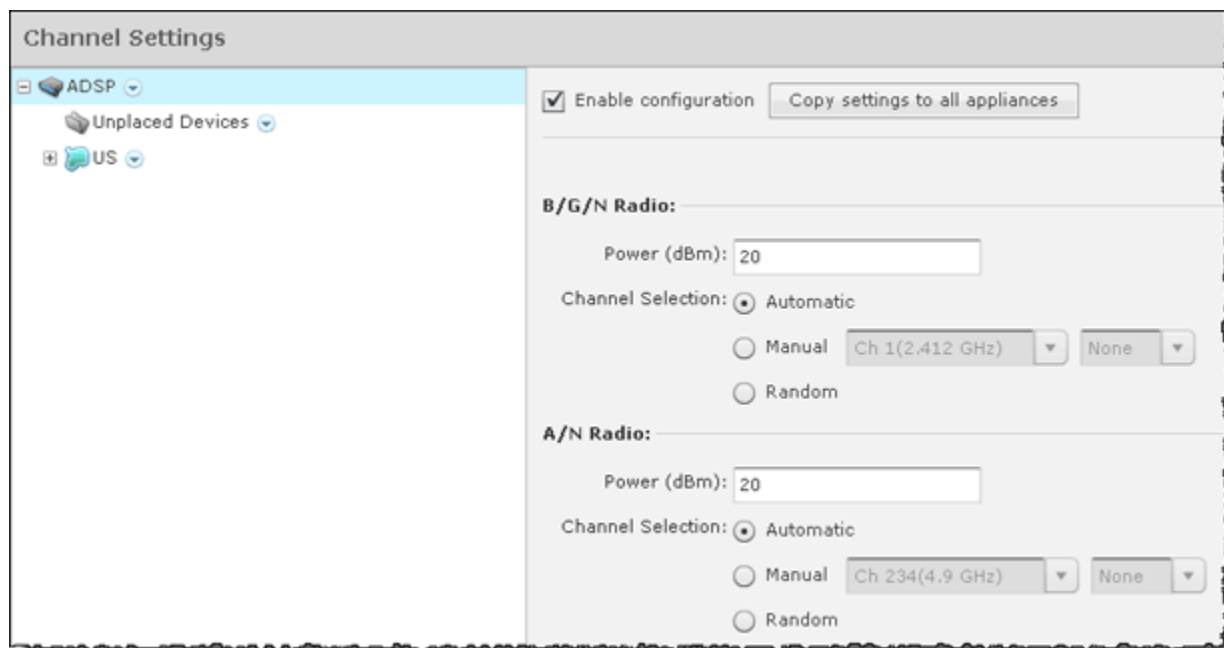 Channel Settings
ADSP
Unplaced Devices
US
Enable configuration
Copy settings to all appliances
B/G/N Radio:
Power (dBm): 20
Channel Selection: Automatic
Manual Ch 1(2.412 GHz) None
Random
A/N Radio:
Power (dBm): 20
Channel Selection: Automatic
Manual Ch 234(4.9 GHz) None
Random